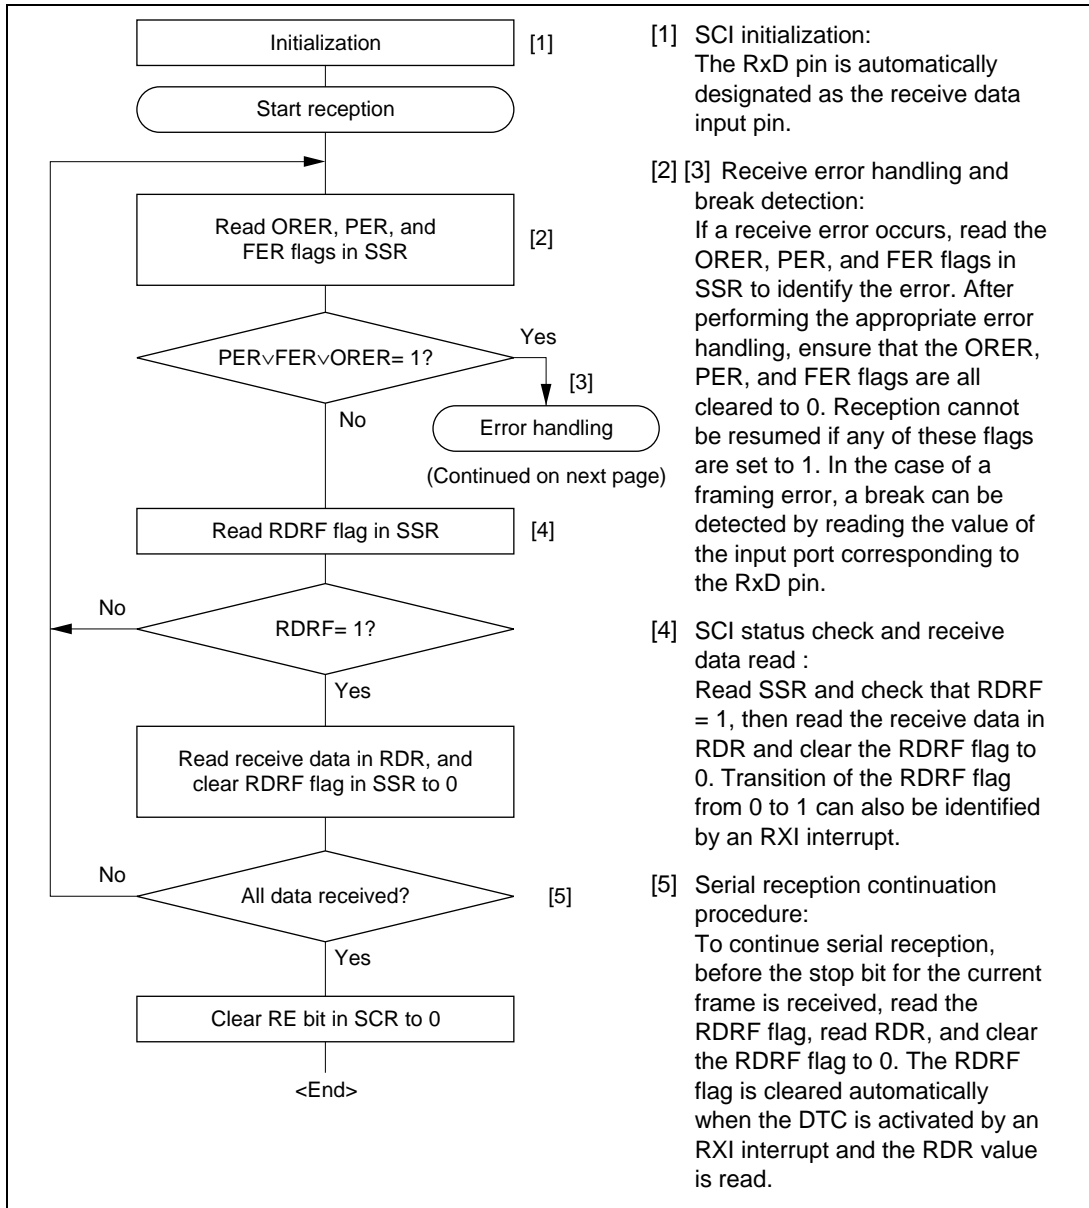 Initialization [1]
Start reception
Read ORER, PER, and
FER flags in SSR
[2]
Yes
PER∨FER∨ORER= 1?
[3]
No
Error handling
(Continued on next page)
Read RDRF flag in SSR [4]
No
RDRF= 1?
Yes
Read receive data in RDR, and
clear RDRF flag in SSR to 0
No
All data received? [5]
Yes
Clear RE bit in SCR to 0
<End>
[1] SCI initialization:
The RxD pin is automatically
designated as the receive data
input pin.
[2] [3] Receive error handling and
break detection:
If a receive error occurs, read the
ORER, PER, and FER flags in
SSR to identify the error. After
performing the appropriate error
handling, ensure that the ORER,
PER, and FER flags are all
cleared to 0. Reception cannot
be resumed if any of these flags
are set to 1. In the case of a
framing error, a break can be
detected by reading the value of
the input port corresponding to
the RxD pin.
[4] SCI status check and receive
data read :
Read SSR and check that RDRF
= 1, then read the receive data in
RDR and clear the RDRF flag to
0. Transition of the RDRF flag
from 0 to 1 can also be identified
by an RXI interrupt.
[5] Serial reception continuation
procedure:
To continue serial reception,
before the stop bit for the current
frame is received, read the
RDRF flag, read RDR, and clear
the RDRF flag to 0. The RDRF
flag is cleared automatically
when the DTC is activated by an
RXI interrupt and the RDR value
is read.